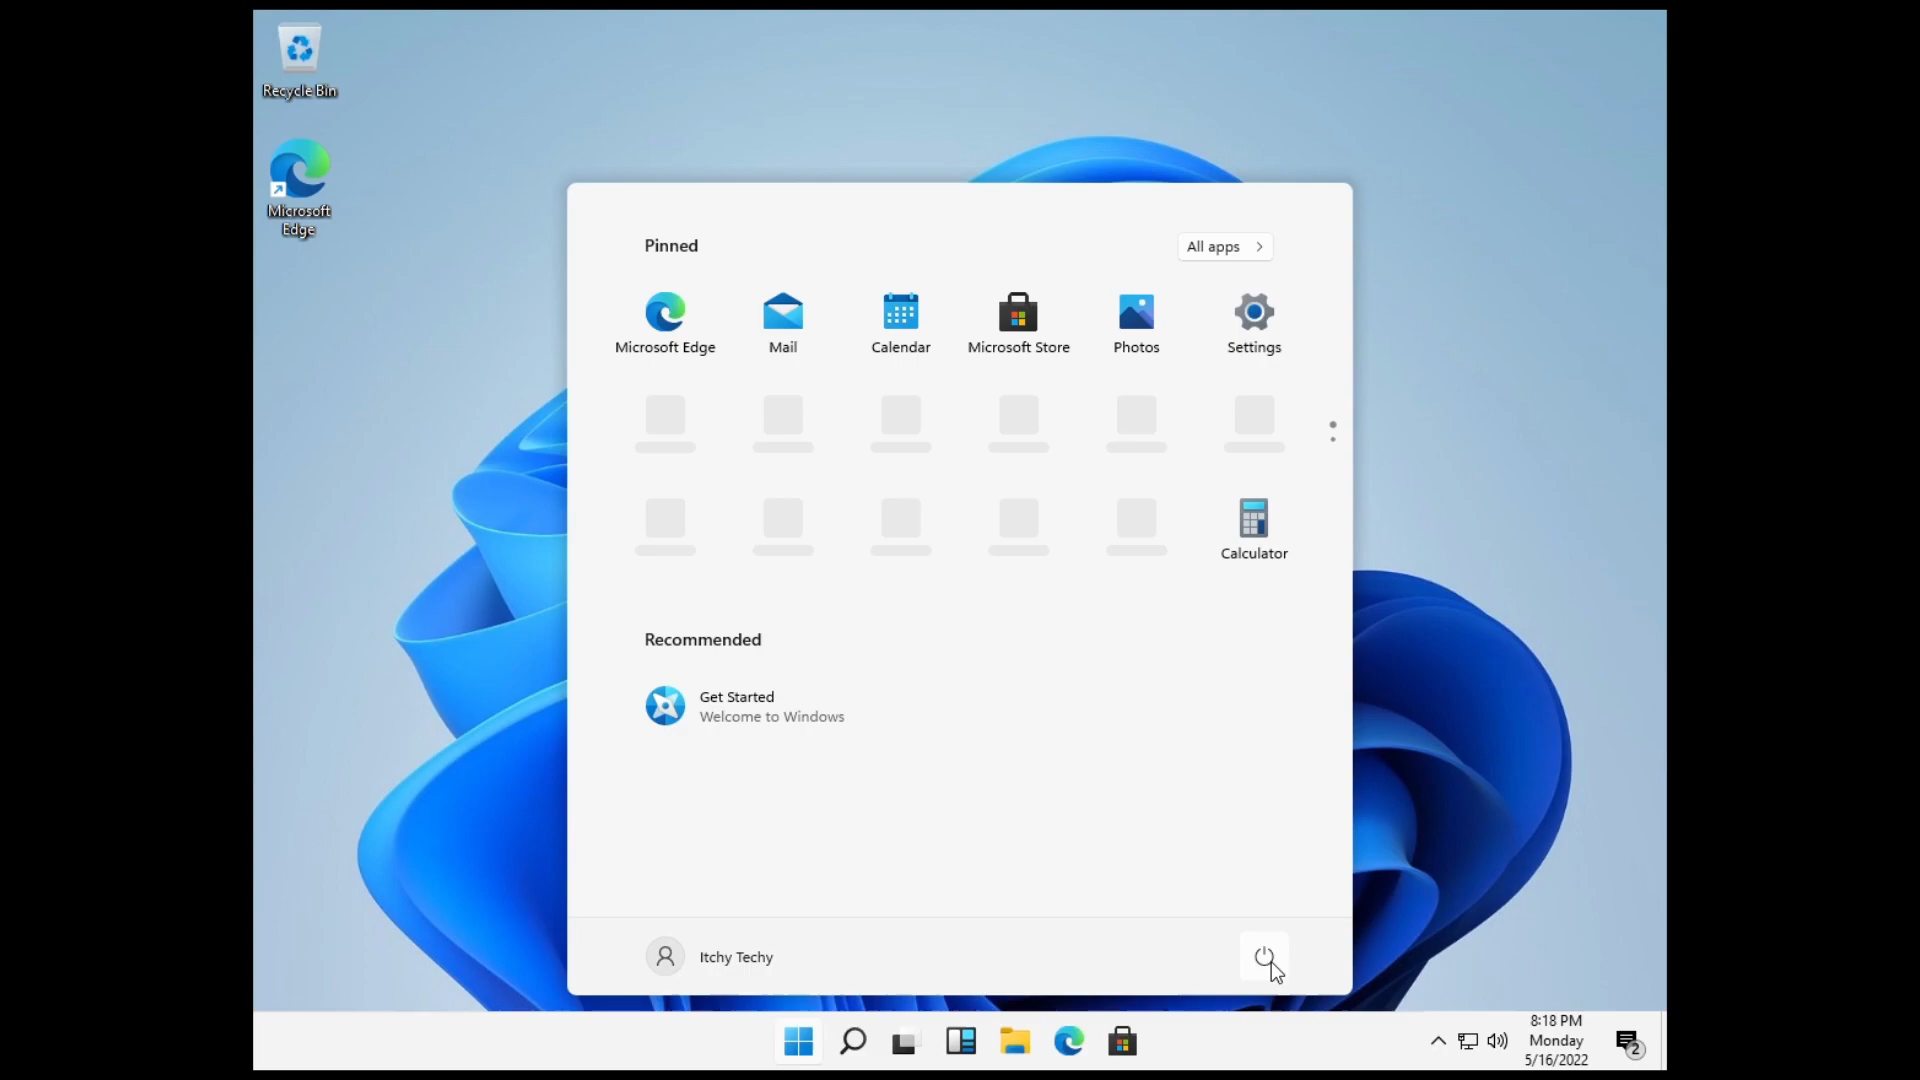 Recycle Bin
Microsoft
Edge
Pinned
All apps
Microsoft Edge
Mail
Calendar
Microsoft Store
Photos
Settings
Calculator
Recommended
Get Started
Welcome to Windows
Itchy Techy
8:18 PM
Monday
5/16/2022
2